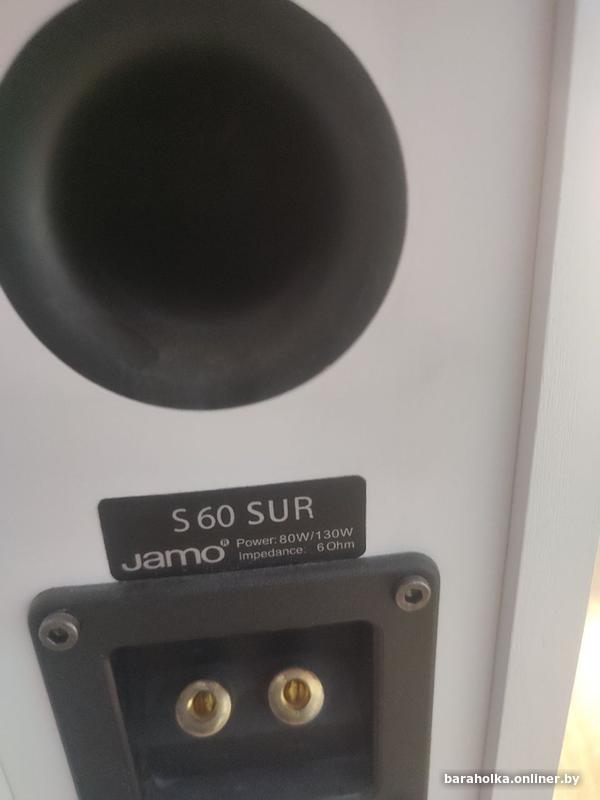 S 60 SUR
Jamo® Power: 80W/130W
Impedance: 6 Ohm
baraholka.onliner.by